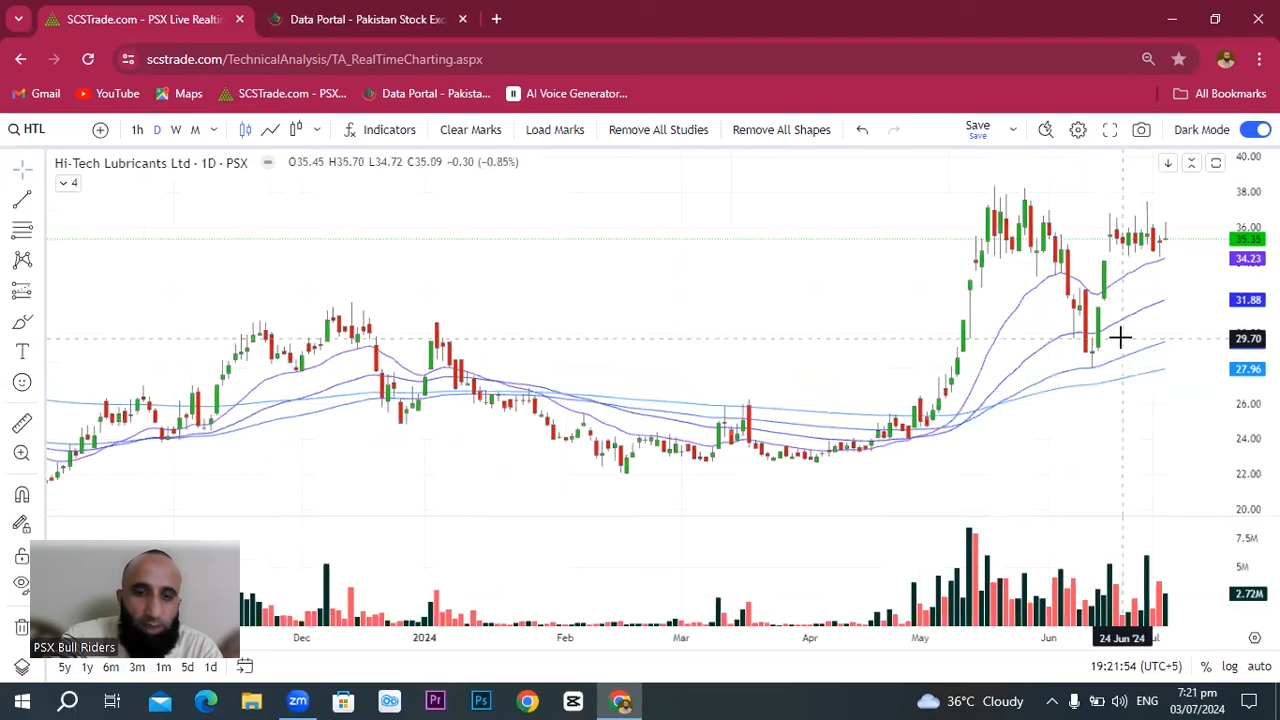 SCSTrade.com - PSX Live Realti
Data Portal - Pakistan Stock Exc
scstrade.com/TechnicalAnalysis/TA_RealTimeCharting.aspx
Gmail YouTube Maps SCSTrade.com - PSX... Data Portal - Pakista... AI Voice Generator... All Bookmarks
HTL 1h D W M Indicators Clear Marks Load Marks Remove All Studies Remove All Shapes Save Dark Mode
Save
Hi-Tech Lubricants Ltd · 1D · PSX O35.45 H35.70 L34.72 C35.09 −0.30 (−0.85%)
4
40.00
38.00
36.00
35.35
34.23
31.88
29.70
27.96
26.00
24.00
22.00
20.00
7.5M
5M
2.72M
PSX Bull Riders
Dec 2024 Feb Mar Apr May Jun 24 Jun '24
5y 1y 6m 3m 1m 5d 1d 19:21:54 (UTC+5) % log auto
36°C Cloudy ENG 7:21 pm
03/07/2024